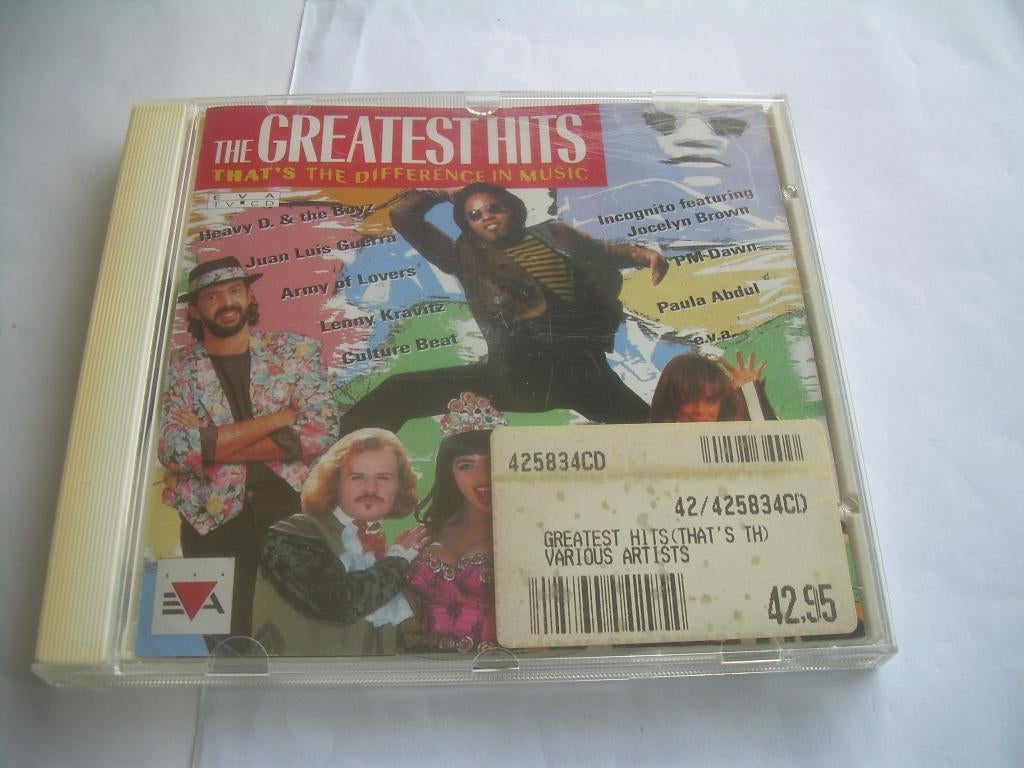 THE GREATEST HITS
THAT'S THE DIFFERENCE IN MUSIC
EVA
TV-CD
Heavy D. & the Boyz
Juan Luis Guerra
Army of Lovers
Lenny Kravitz
Culture Beat
Incognito featuring
Jocelyn Brown
PM-Dawn
Paula Abdul
e.v.a.
425834CD
42/425834CD
GREATEST HITS(THAT'S TH)
VARIOUS ARTISTS
42.95
EVA